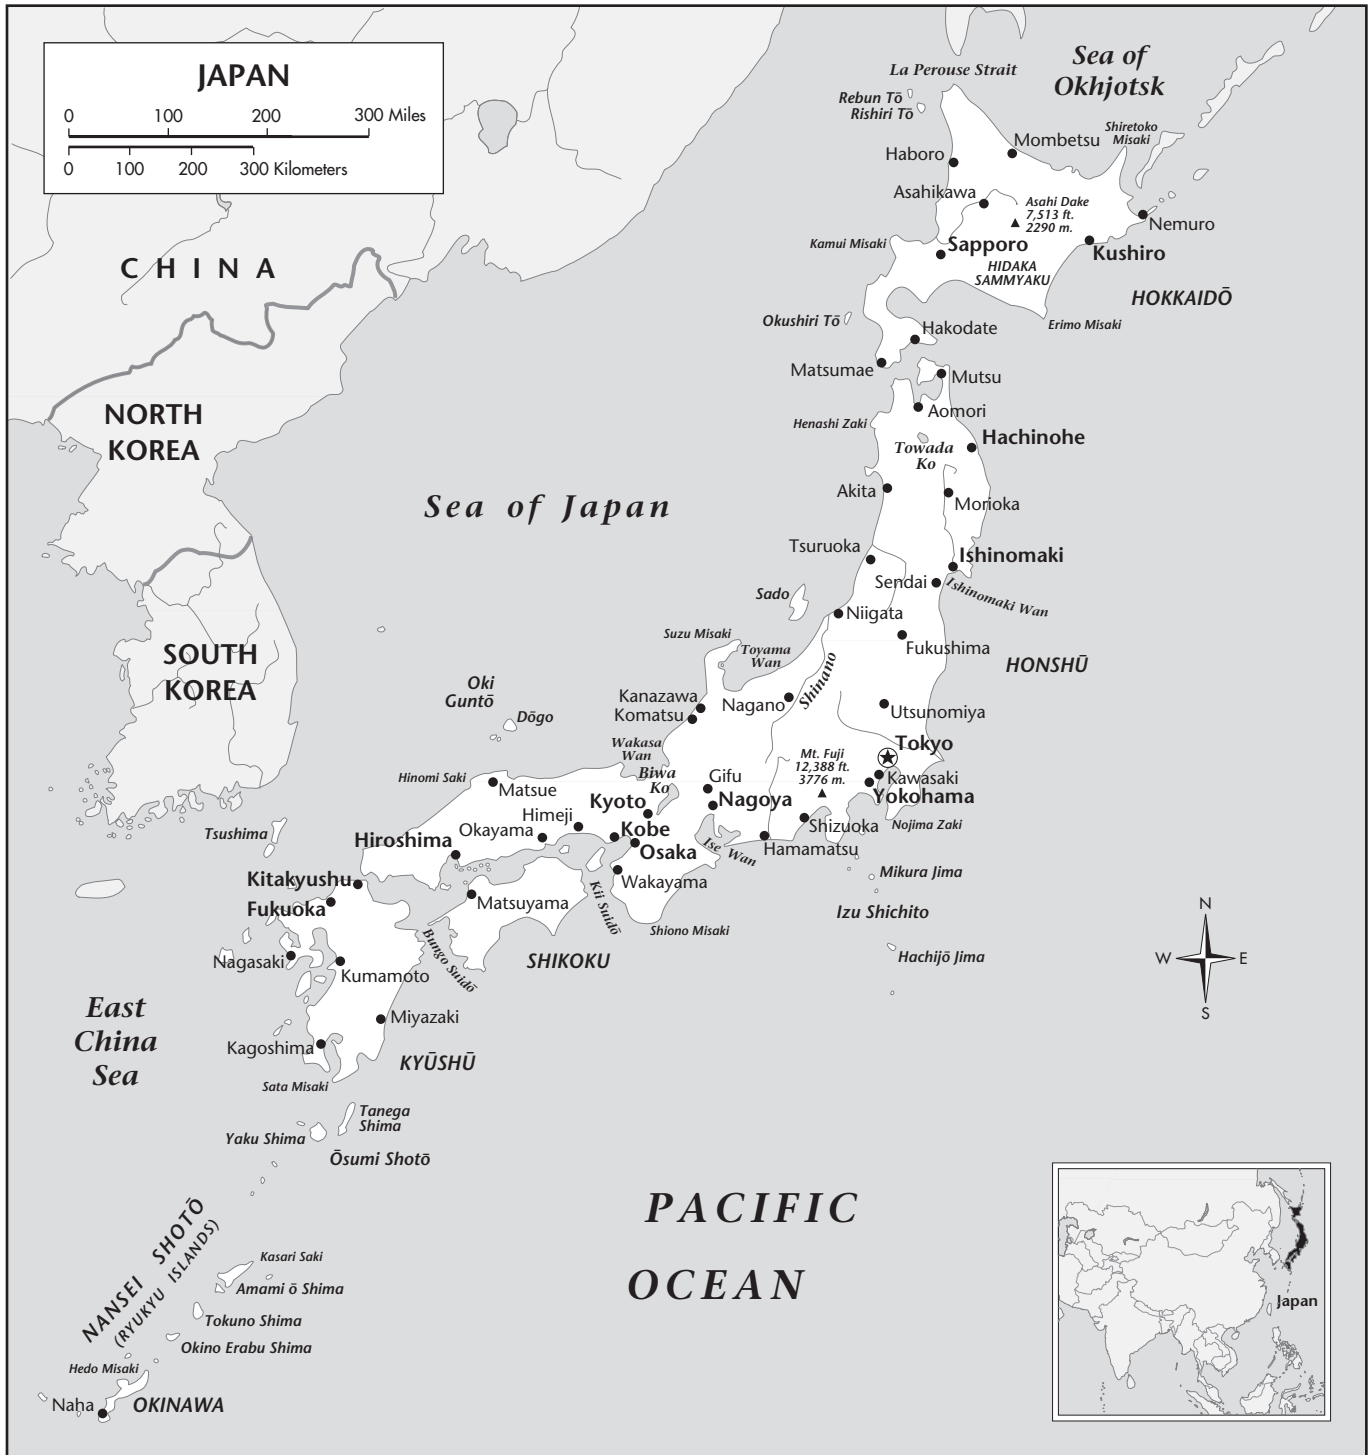 JAPAN
0 100 200 300 Miles
0 100 200 300 Kilometers
Sea of
Okhjotsk
La Perouse Strait
Rebun Tō
Rishiri Tō
Mombetsu
Shiretoko
Misaki
Haboro
Asahikawa
Asahi Dake
7,513 ft.
2290 m.
Nemuro
Kamui Misaki
Sapporo
Kushiro
HIDAKA
SAMMYAKU
HOKKAIDŌ
CHINA
Okushiri Tō
Erimo Misaki
Hakodate
Matsumae
Mutsu
NORTH
KOREA
Aomori
Henashi Zaki
Hachinohe
Towada
Ko
Akita
Morioka
Sea of Japan
Tsuruoka
Ishinomaki
Sendai
Ishinomaki Wan
Sado
Niigata
Suzu Misaki
Toyama
Wan
Fukushima
SOUTH
KOREA
HONSHŪ
Shinano
Oki
Guntō
Dōgo
Kanazawa
Komatsu
Nagano
Utsunomiya
Wakasa
Wan
Tokyo
Mt. Fuji
12,388 ft.
3776 m.
Hinomi Saki
Matsue
Biwa
Ko
Gifu
Kawasaki
Nagoya
Yokohama
Kyoto
Himeji
Okayama
Kobe
Shizuoka
Nojima Zaki
Tsushima
Hiroshima
Osaka
Ise Wan
Hamamatsu
Kitakyushu
Wakayama
Mikura Jima
Fukuoka
Matsuyama
Kii Suidō
Shiono Misaki
Izu Shichito
Nagasaki
Bungo Suidō
SHIKOKU
Hachijō Jima
Kumamoto
N
W E
S
East
China
Sea
Miyazaki
Kagoshima
KYŪSHŪ
Sata Misaki
Tanega
Shima
Yaku Shima
Ōsumi Shotō
PACIFIC
OCEAN
NANSEI SHOTŌ
(RYUKYU ISLANDS)
Kasari Saki
Amami ō Shima
Tokuno Shima
Okino Erabu Shima
Hedo Misaki
Naha
OKINAWA
Japan